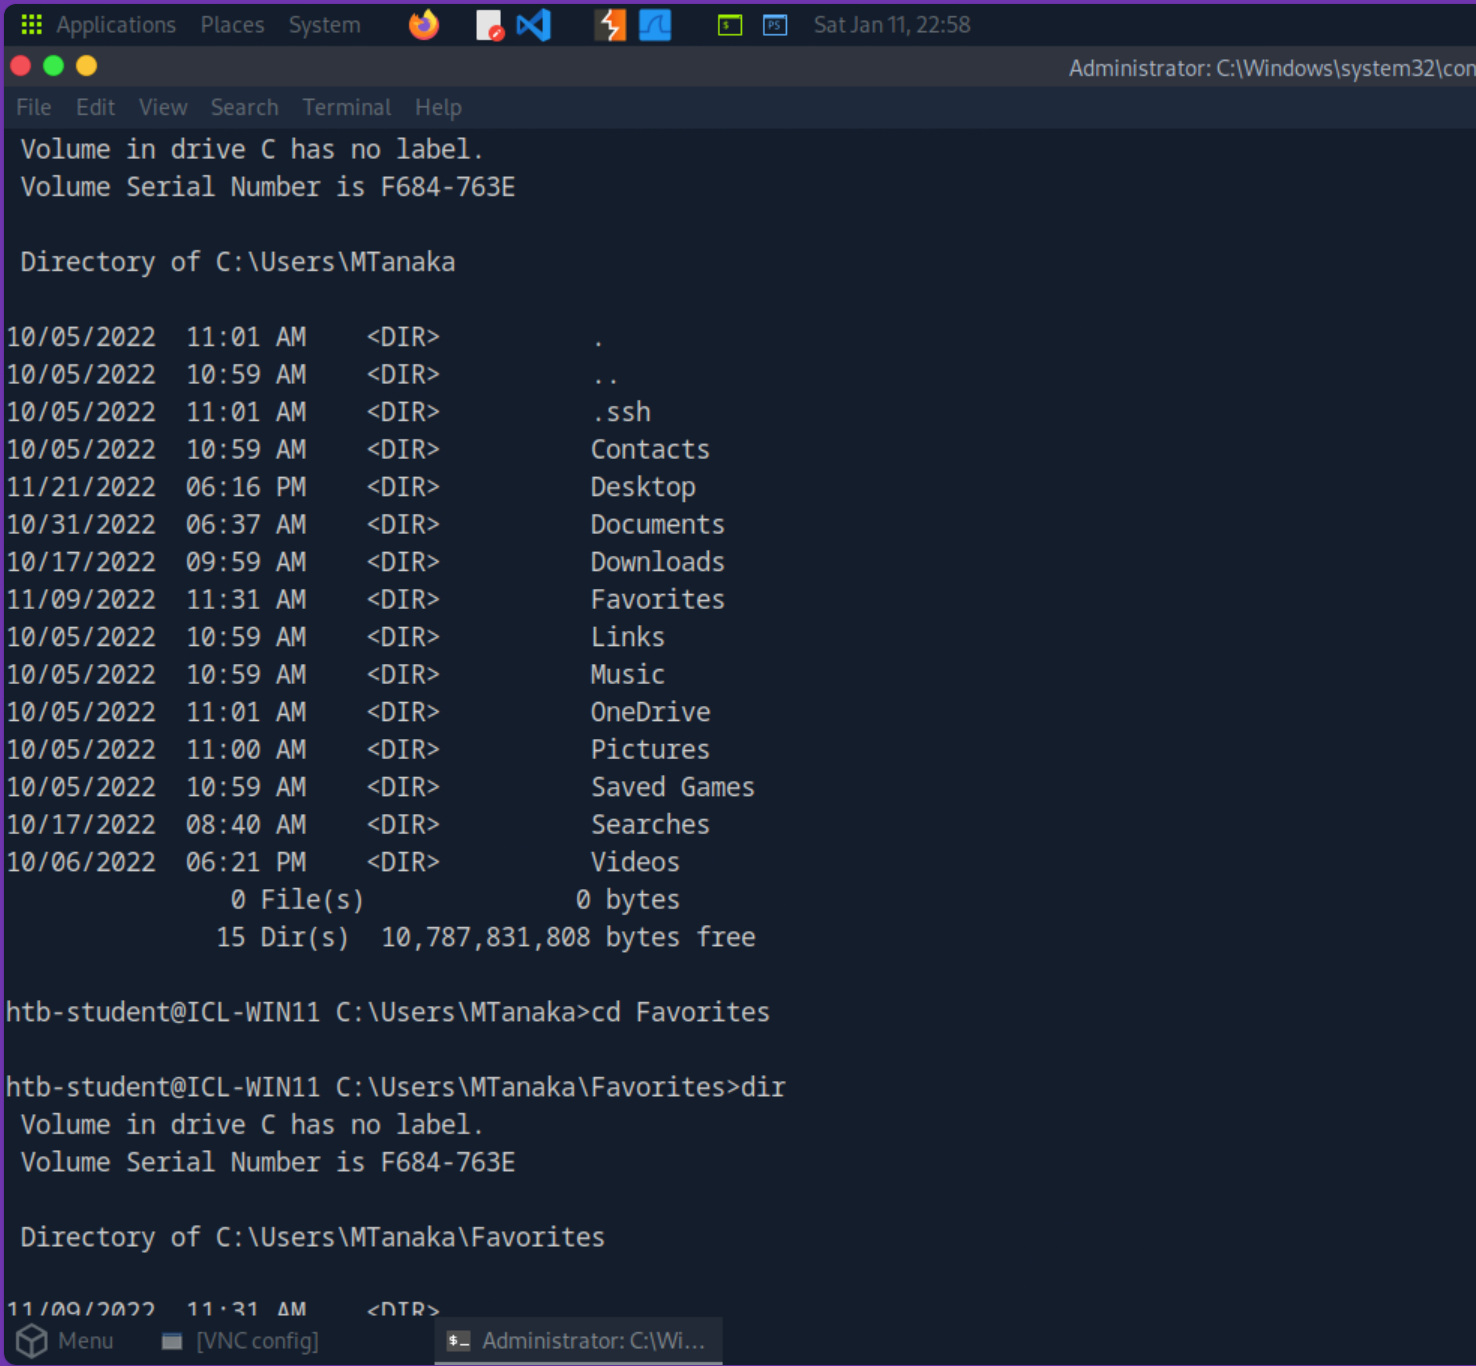 Applications Places System Sat Jan 11, 22:58
Administrator: C:\Windows\system32\con
File Edit View Search Terminal Help
Volume in drive C has no label.
Volume Serial Number is F684-763E
Directory of C:\Users\MTanaka
10/05/2022 11:01 AM <DIR> .
10/05/2022 10:59 AM <DIR> ..
10/05/2022 11:01 AM <DIR> .ssh
10/05/2022 10:59 AM <DIR> Contacts
11/21/2022 06:16 PM <DIR> Desktop
10/31/2022 06:37 AM <DIR> Documents
10/17/2022 09:59 AM <DIR> Downloads
11/09/2022 11:31 AM <DIR> Favorites
10/05/2022 10:59 AM <DIR> Links
10/05/2022 10:59 AM <DIR> Music
10/05/2022 11:01 AM <DIR> OneDrive
10/05/2022 11:00 AM <DIR> Pictures
10/05/2022 10:59 AM <DIR> Saved Games
10/17/2022 08:40 AM <DIR> Searches
10/06/2022 06:21 PM <DIR> Videos
0 File(s) 0 bytes
15 Dir(s) 10,787,831,808 bytes free
htb-student@ICL-WIN11 C:\Users\MTanaka>cd Favorites
htb-student@ICL-WIN11 C:\Users\MTanaka\Favorites>dir
Volume in drive C has no label.
Volume Serial Number is F684-763E
Directory of C:\Users\MTanaka\Favorites
11/09/2022 11:31 AM <DIR>
Menu [VNC config] $_ Administrator: C:\Wi...